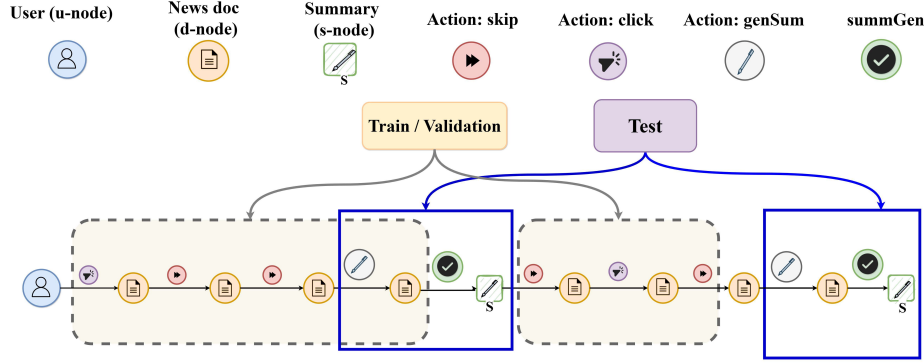 User (u-node)
News doc
(d-node)
Summary
(s-node)
Action: skip
Action: click
Action: genSum
summGen
S
Train / Validation
Test
S
S